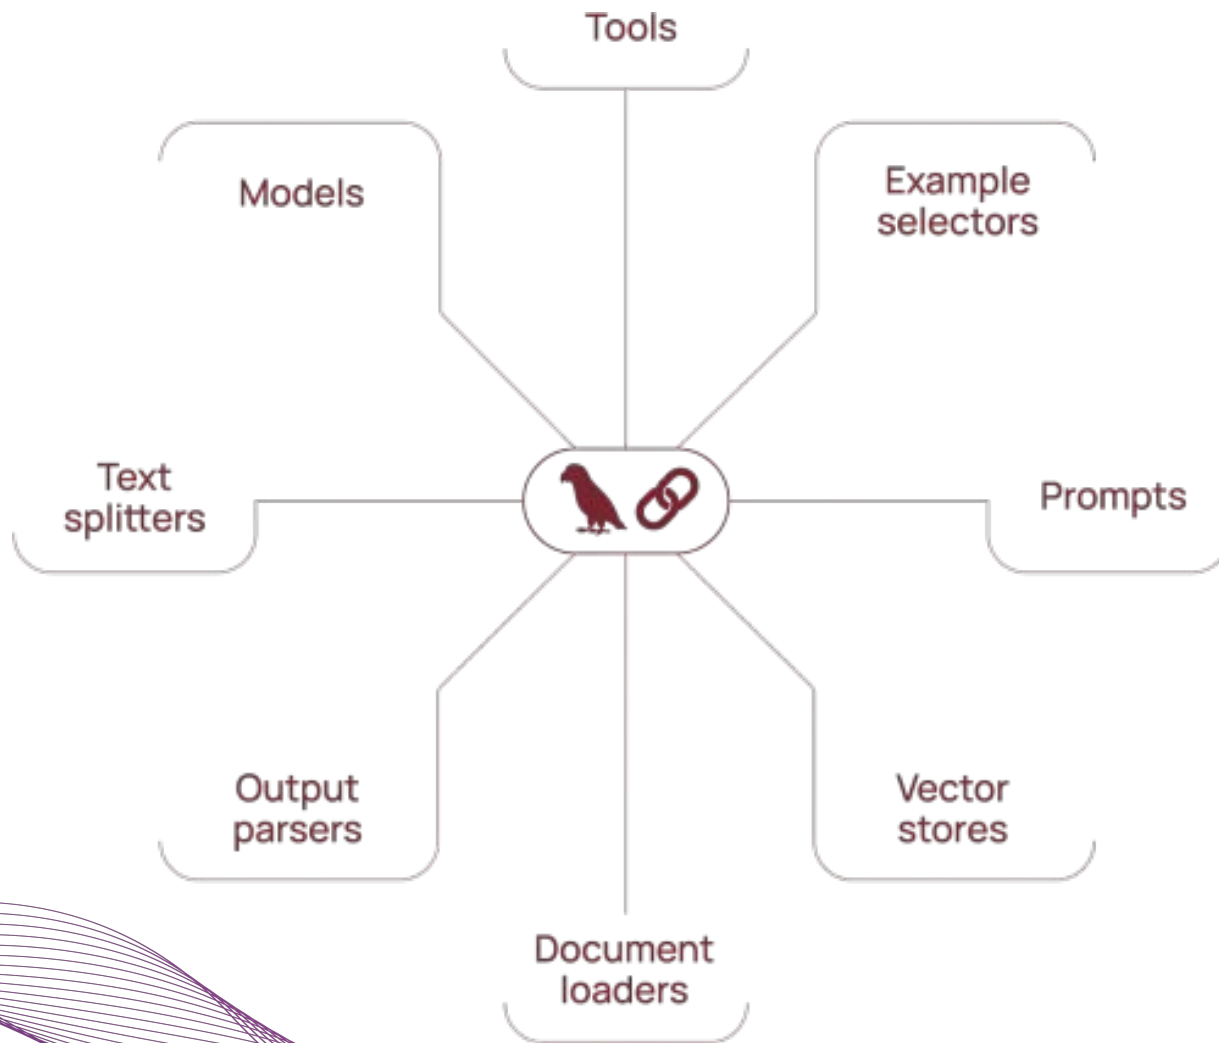 Tools
Models
Example
selectors
Text
splitters
Prompts
Output
parsers
Vector
stores
Document
loaders